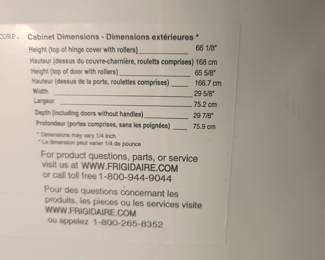 CORP. Cabinet Dimensions - Dimensions extérieures *
Height (top of hinge cover with rollers) 66 1/8"
Hauteur (dessus du couvre-charnière, roulettes comprises) 168 cm
Height (top of door with rollers) 65 5/8"
Hauteur (dessus de la porte, roulettes comprises) 166.7 cm
Width 29 5/8"
Largeur 75.2 cm
Depth (including doors without handles) 29 7/8"
Profondeur (portes comprises, sans les poignées) 75.9 cm
* Dimensions may vary 1/4 inch
* La dimension peut varier 1/4 de pounce
For product questions, parts, or service
visit us at WWW.FRIGIDAIRE.COM
or call toll free 1-800-944-9044
Pour des questions concernant les
produits, les pieces ou les services visite
WWW.FRIGIDAIRE.COM
ou appelez 1-800-265-8352